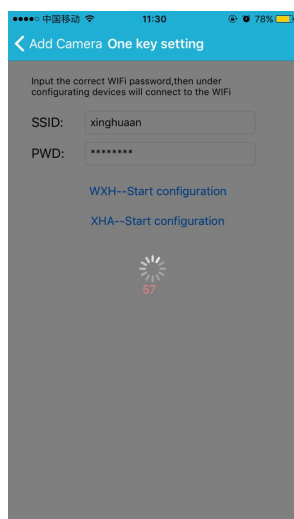 中国移动 11:30 78%
Add Camera One key setting
Input the correct WIFi password,then under
configurating devices will connect to the WIFi
SSID: xinghuaan
PWD: ********
WXH--Start configuration
XHA--Start configuration
57